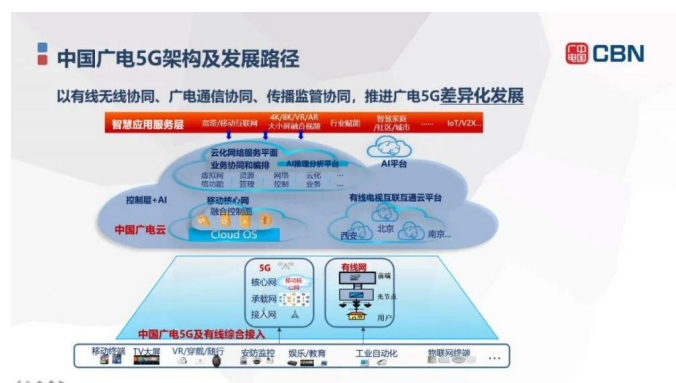 中国广电5G架构及发展路径
CBN
以有线无线协同、广电通信协同、传播监管协同，推进广电5G差异化发展
智慧应用服务层
宽带/移动互联网
4K/8K/VR/AR
大小屏融合视频
行业赋能
智慧家庭
/社区/城市
……
IoT/V2X...
云化网络服务平面
业务协同和编排
AI推理分析平台
AI平台
虚拟网
络功能
资源
管理
网络
控制
云化
业务
...
控制层+AI
移动核心网
融合控制面
有线电视互联互通云平台
中国广电云
Cloud OS
西安
北京
南京...
5G
核心网
移动核
心网
承载网
接入网
有线网
前端
光节点
用户
中国广电5G及有线综合接入
移动终端
TV大屏
VR/穿戴/随行
安防监控
娱乐/教育
工业自动化
物联网终端
...